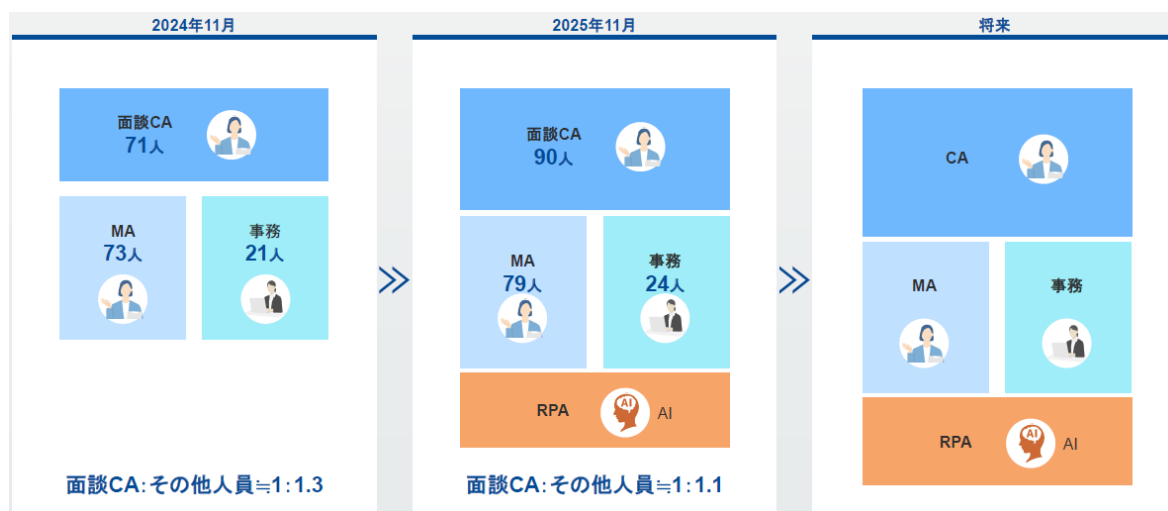 2024年11月
面談CA
71人
MA
73人
事務
21人
面談CA:その他人員≒1:1.3
2025年11月
面談CA
90人
MA
79人
事務
24人
RPA
AI
AI
面談CA:その他人員≒1:1.1
将来
CA
MA
事務
RPA
AI
AI